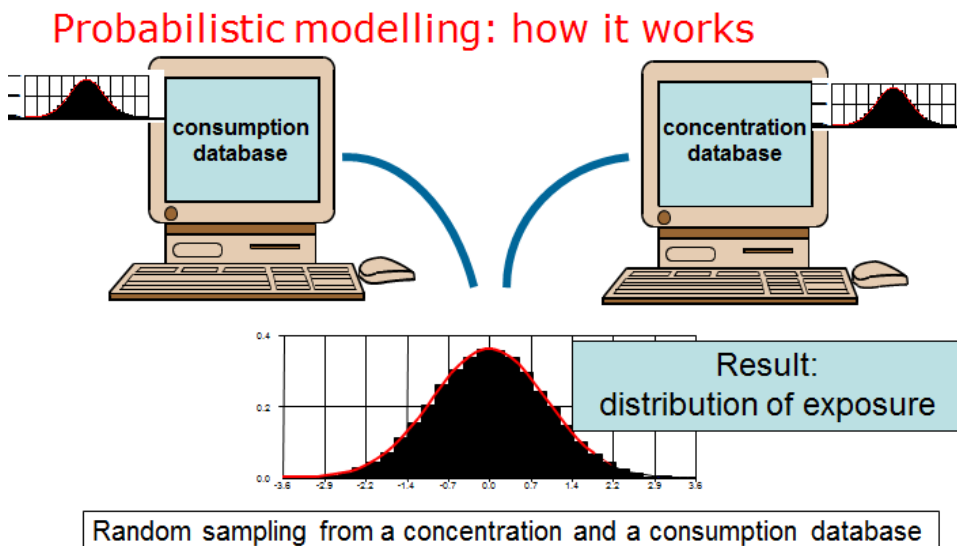 Probabilistic modelling: how it works
consumption
database
concentration
database
0.4
0.2
0.0
-3.6 -2.9 -2.2 -1.4 -0.7 0.0 0.7 1.4 2.2 2.9 3.6
Result:
distribution of exposure
Random sampling from a concentration and a consumption database